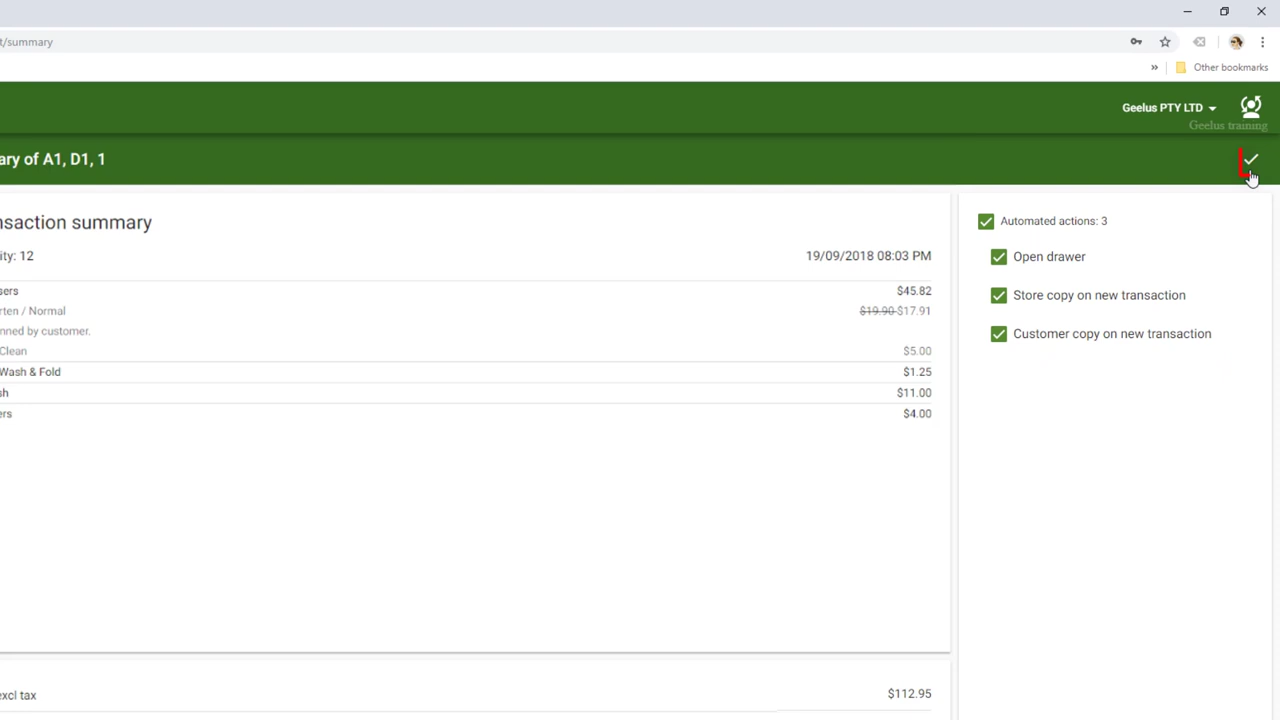 t/summary
» Other bookmarks
Geelus PTY LTD
Geelus training
ary of A1, D1, 1
nsaction summary
ity: 12 19/09/2018 08:03 PM
sers $45.82
rten / Normal $19.90 $17.91
nned by customer.
Clean $5.00
Wash & Fold $1.25
sh $11.00
ers $4.00
excl tax $112.95
Automated actions: 3
Open drawer
Store copy on new transaction
Customer copy on new transaction